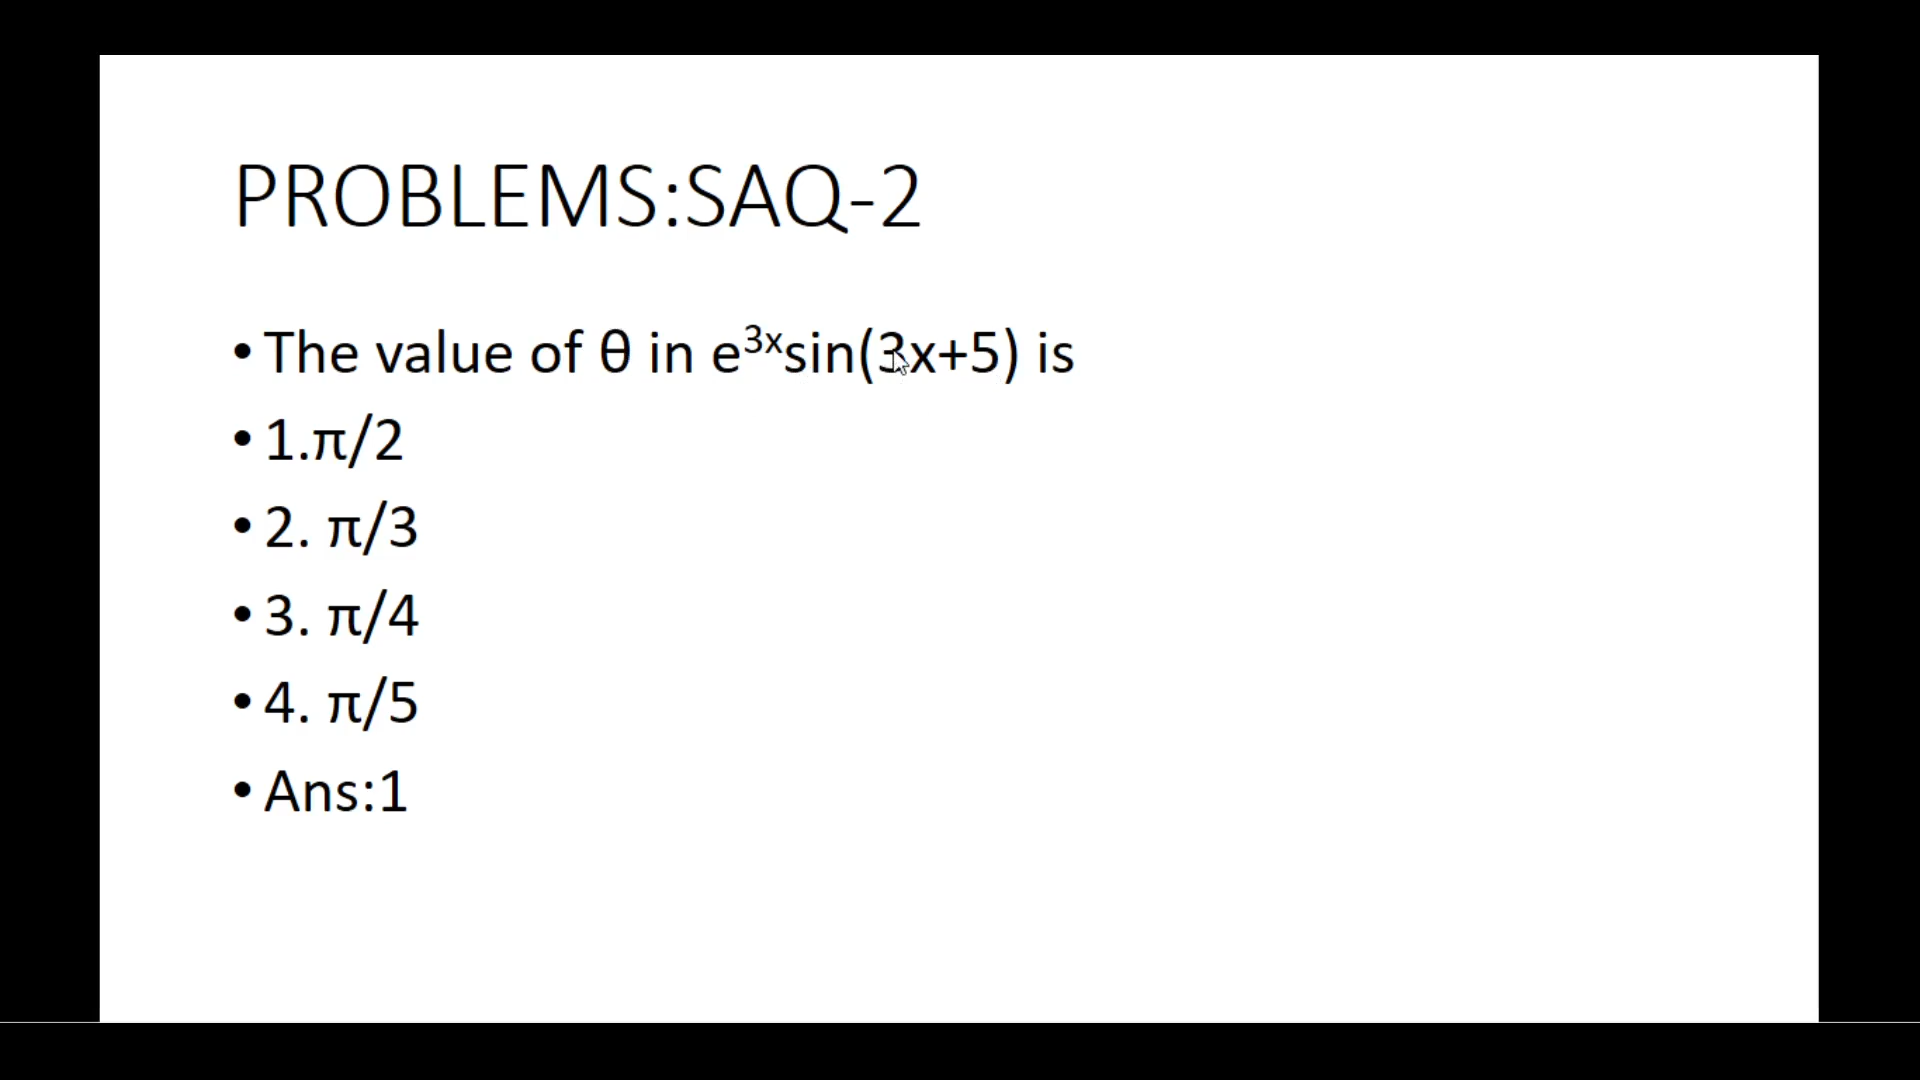 PROBLEMS:SAQ-2
• The value of θ in e³ˣsin(3x+5) is
• 1.π/2
• 2. π/3
• 3. π/4
• 4. π/5
• Ans:1